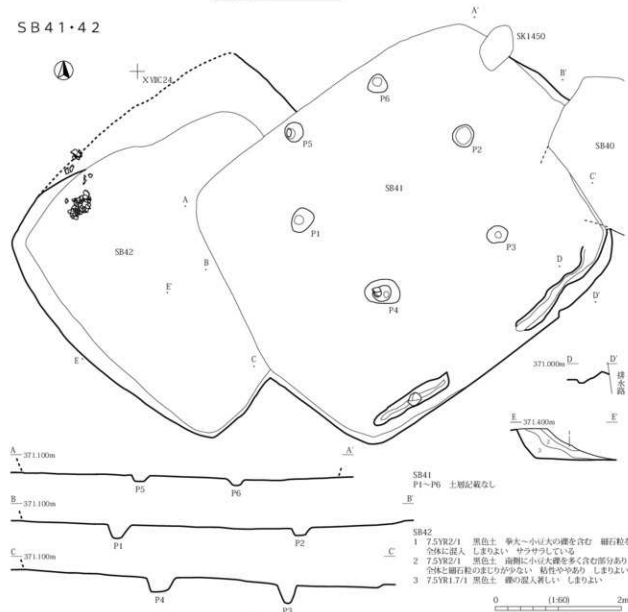 SB41・42
A'
SK1450
B'
XⅦC24
P6
P5
P2
SB40
C'
SB41
A
P1
P3
SB42
B
D
E'
P4
D'
E
C
371.000m D D'
排水路
E 371.400m E'
2
3
A 371.100m A'
P5
P6
B 371.100m B'
P1
P2
C 371.100m C'
P4
P3
SB41
P1～P6 土層記載なし
SB42
1 7.5YR2/1 黒色土 拳大～小豆大の礫を含む 細石粒を
全体に混入 しまりよい サラサラしている
2 7.5YR2/1 黒色土 南側に小豆大礫を多く含む部分あり
全体と細石粒のまじりが少ない 粘性ややあり しまりよい
3 7.5YR1.7/1 黒色土 礫の混入著しい しまりよい
0 (1:60) 2m